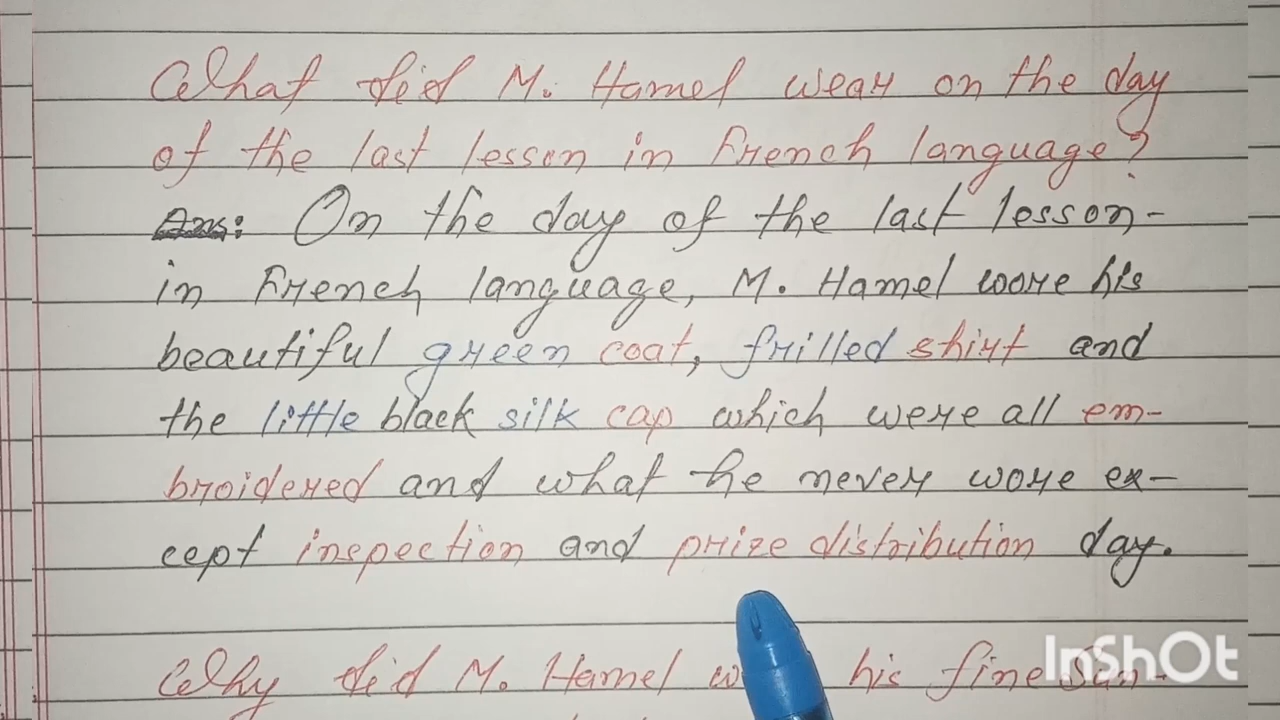 What did M. Hamel wear on the day
of the last lesson in French language?
Ans: On the day of the last lesson-
in French language, M. Hamel wore his
beautiful green coat, frilled shirt and
the little black silk cap which were all em-
broidered and what he never wore ex-
cept inspection and prize distribution day.
Why did M. Hamel his fine Sun-
InShOt